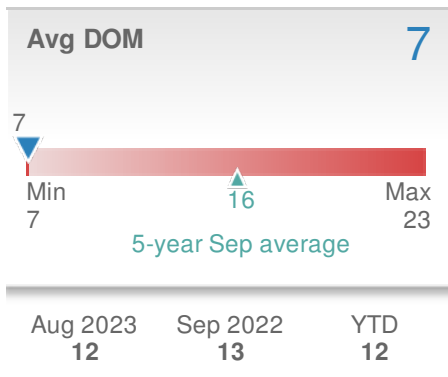 Avg DOM 7
7
Min 16 Max
7 23
5-year Sep average
Aug 2023 Sep 2022 YTD
12 13 12